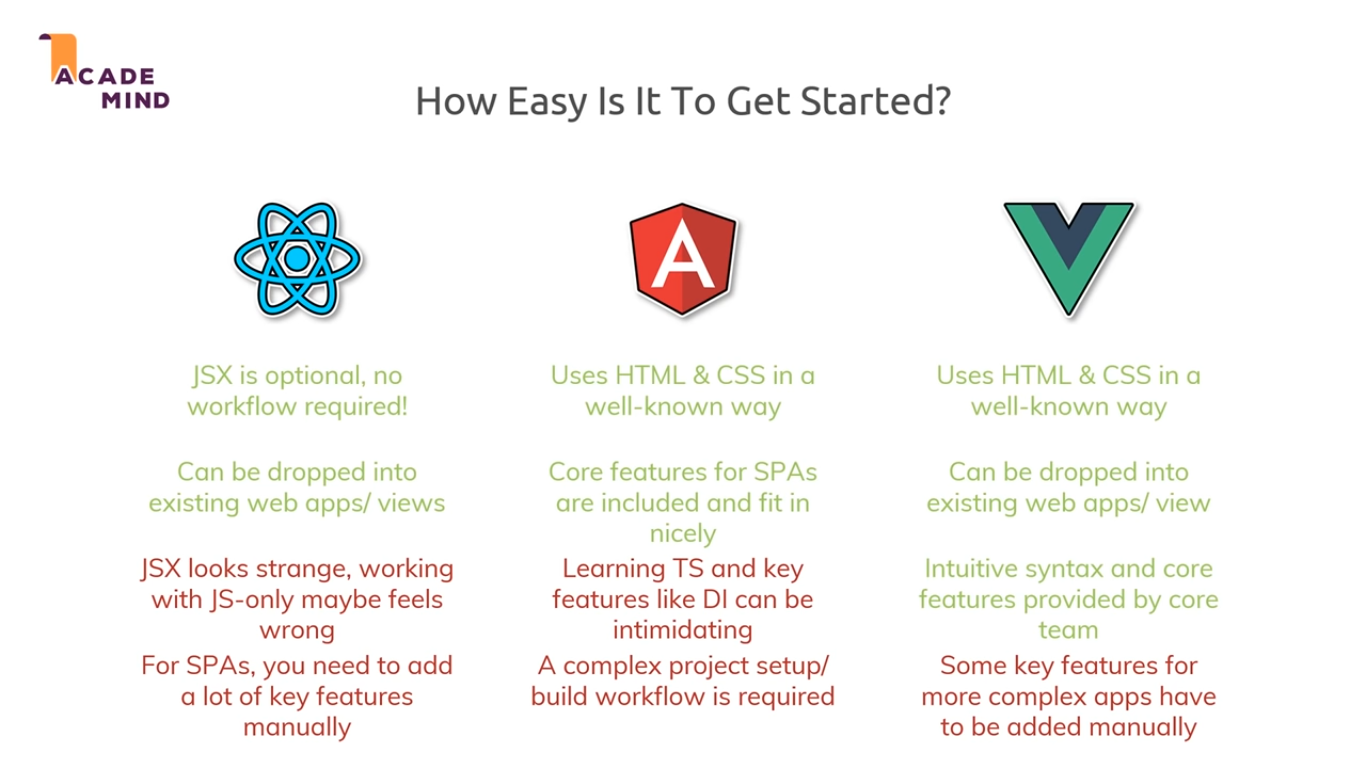 ACADE
MIND
How Easy Is It To Get Started?
A
JSX is optional, no
workflow required!
Can be dropped into
existing web apps/ views
JSX looks strange, working
with JS-only maybe feels
wrong
For SPAs, you need to add
a lot of key features
manually
Uses HTML & CSS in a
well-known way
Core features for SPAs
are included and fit in
nicely
Learning TS and key
features like DI can be
intimidating
A complex project setup/
build workflow is required
Uses HTML & CSS in a
well-known way
Can be dropped into
existing web apps/ view
Intuitive syntax and core
features provided by core
team
Some key features for
more complex apps have
to be added manually